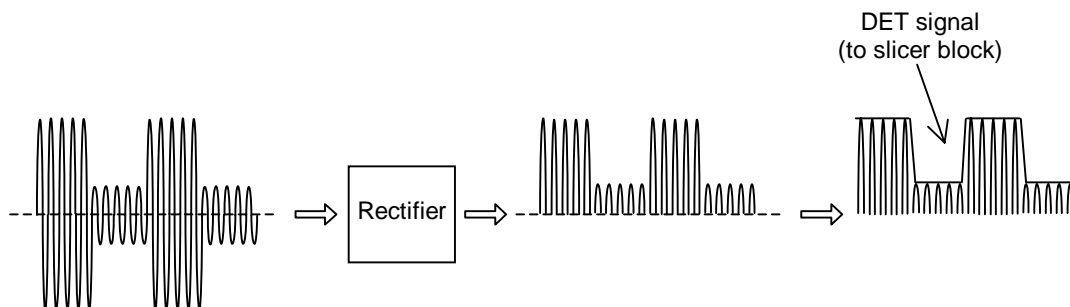 DET signal
(to slicer block)
Rectifier